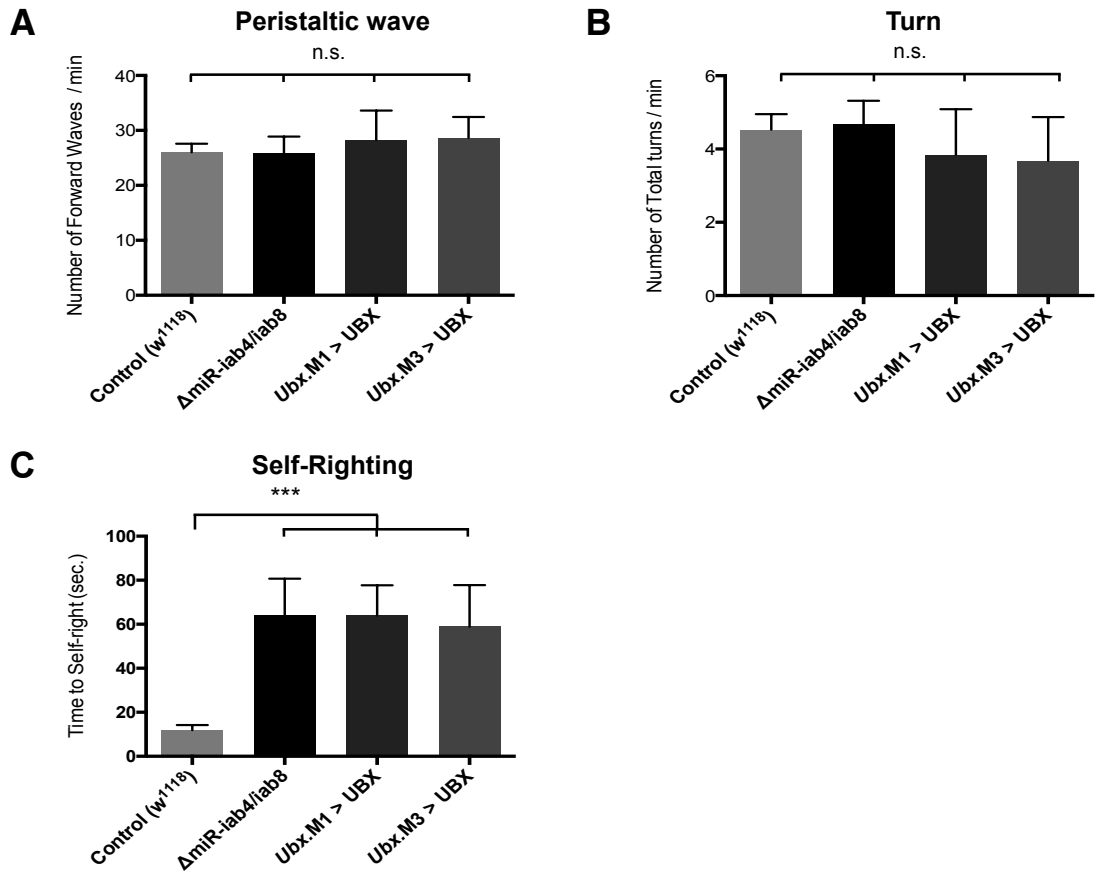 A
Peristaltic wave
n.s.
Number of Forward Waves / min
40
30
20
10
0
Control (w¹¹¹⁸)
ΔmiR-iab4/iab8
Ubx.M1 > UBX
Ubx.M3 > UBX
B
Turn
n.s.
Number of Total turns / min
6
4
2
0
Control (w¹¹¹⁸)
ΔmiR-iab4/iab8
Ubx.M1 > UBX
Ubx.M3 > UBX
C
Self-Righting
***
Time to Self-right (sec.)
100
80
60
40
20
0
Control (w¹¹¹⁸)
ΔmiR-iab4/iab8
Ubx.M1 > UBX
Ubx.M3 > UBX